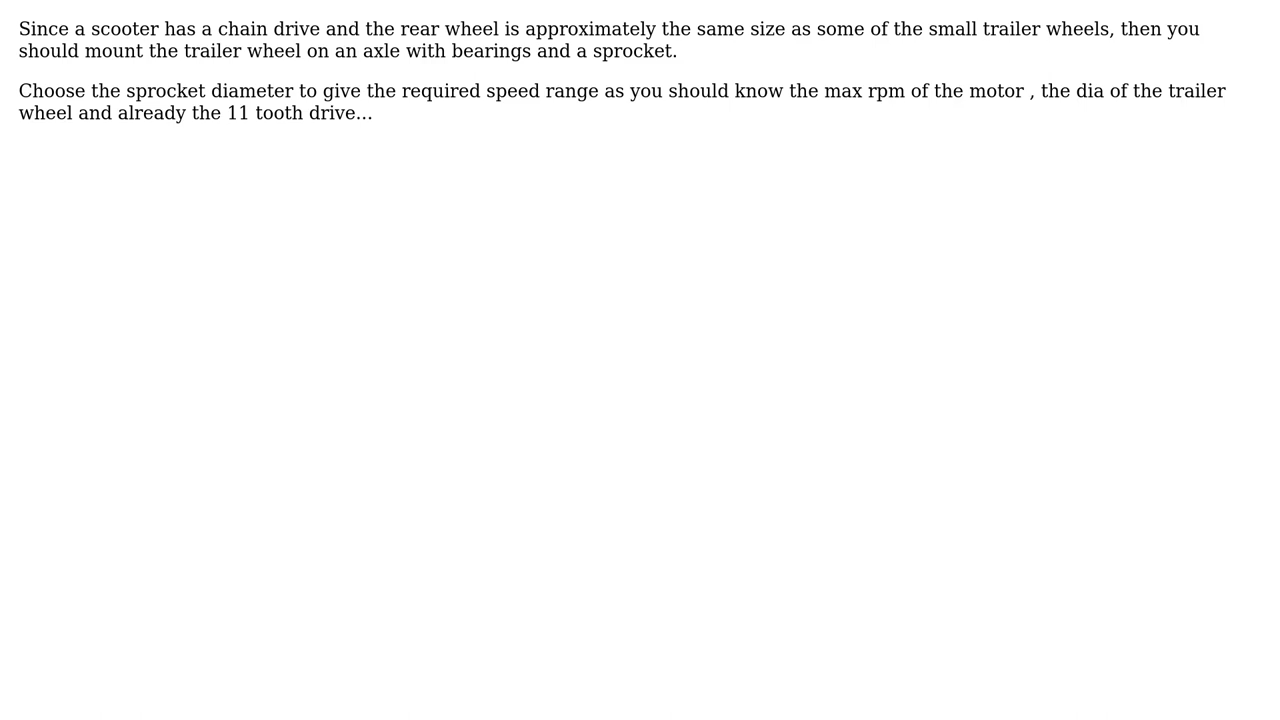 Since a scooter has a chain drive and the rear wheel is approximately the same size as some of the small trailer wheels, then you
should mount the trailer wheel on an axle with bearings and a sprocket.
Choose the sprocket diameter to give the required speed range as you should know the max rpm of the motor , the dia of the trailer
wheel and already the 11 tooth drive...